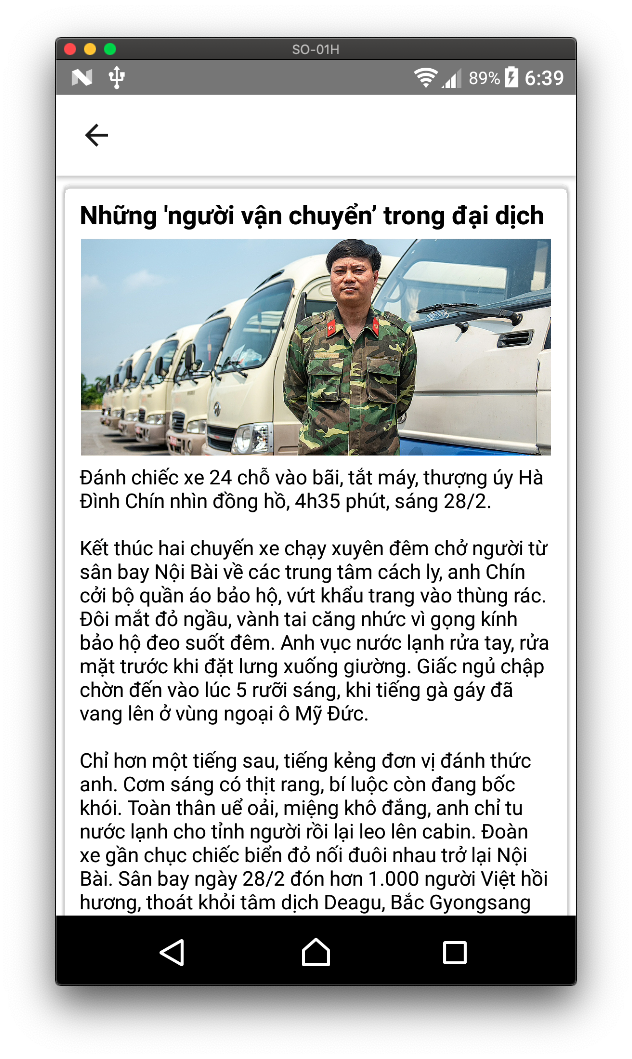 SO-01H
89% 6:39
Những 'người vận chuyển’ trong đại dịch
Đánh chiếc xe 24 chỗ vào bãi, tắt máy, thượng úy Hà
Đình Chín nhìn đồng hồ, 4h35 phút, sáng 28/2.
Kết thúc hai chuyến xe chạy xuyên đêm chở người từ
sân bay Nội Bài về các trung tâm cách ly, anh Chín
cởi bộ quần áo bảo hộ, vứt khẩu trang vào thùng rác.
Đôi mắt đỏ ngầu, vành tai căng nhức vì gọng kính
bảo hộ đeo suốt đêm. Anh vục nước lạnh rửa tay, rửa
mặt trước khi đặt lưng xuống giường. Giấc ngủ chập
chờn đến vào lúc 5 rưỡi sáng, khi tiếng gà gáy đã
vang lên ở vùng ngoại ô Mỹ Đức.
Chỉ hơn một tiếng sau, tiếng kẻng đơn vị đánh thức
anh. Cơm sáng có thịt rang, bí luộc còn đang bốc
khói. Toàn thân uể oải, miệng khô đắng, anh chỉ tu
nước lạnh cho tỉnh người rồi lại leo lên cabin. Đoàn
xe gần chục chiếc biển đỏ nối đuôi nhau trở lại Nội
Bài. Sân bay ngày 28/2 đón hơn 1.000 người Việt hồi
hương, thoát khỏi tâm dịch Deagu, Bắc Gyongsang